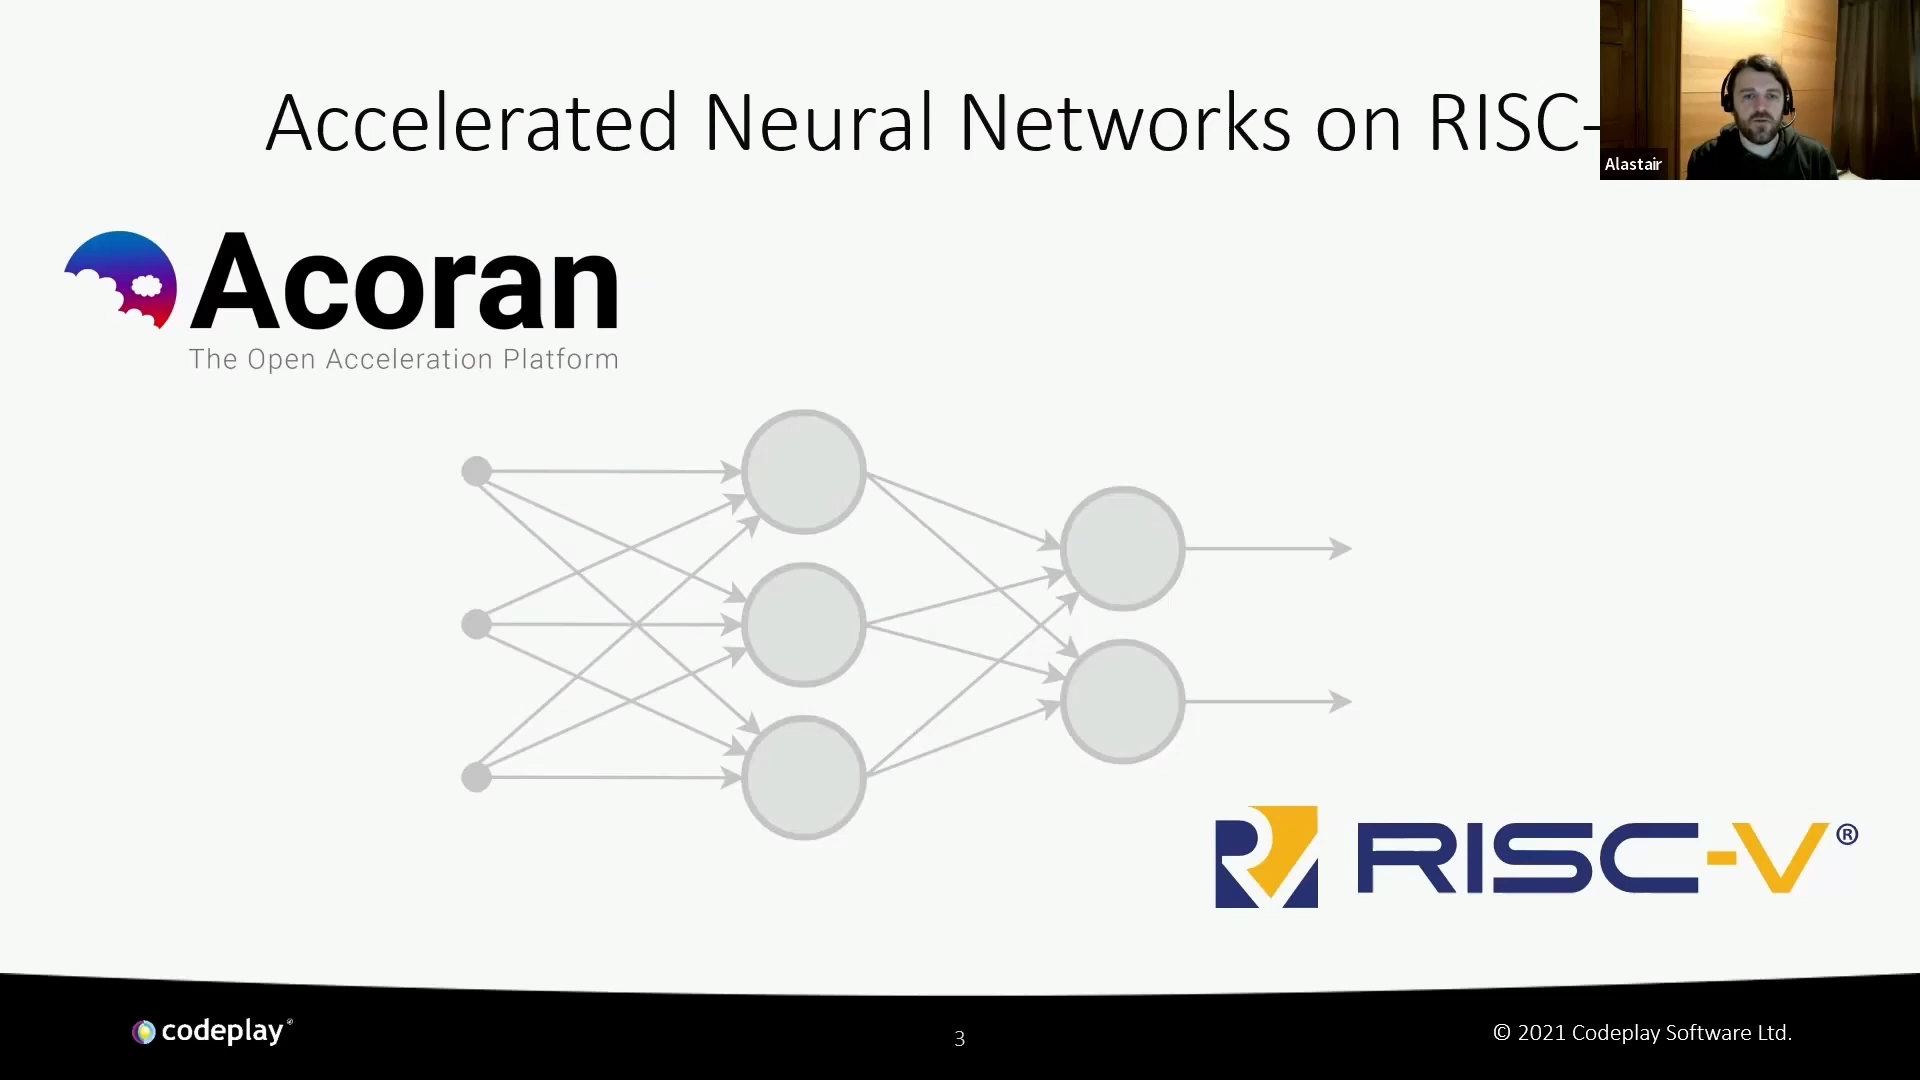 Accelerated Neural Networks on RISC-
Alastair
Acoran
The Open Acceleration Platform
RISC-V®
codeplay®
3
© 2021 Codeplay Software Ltd.